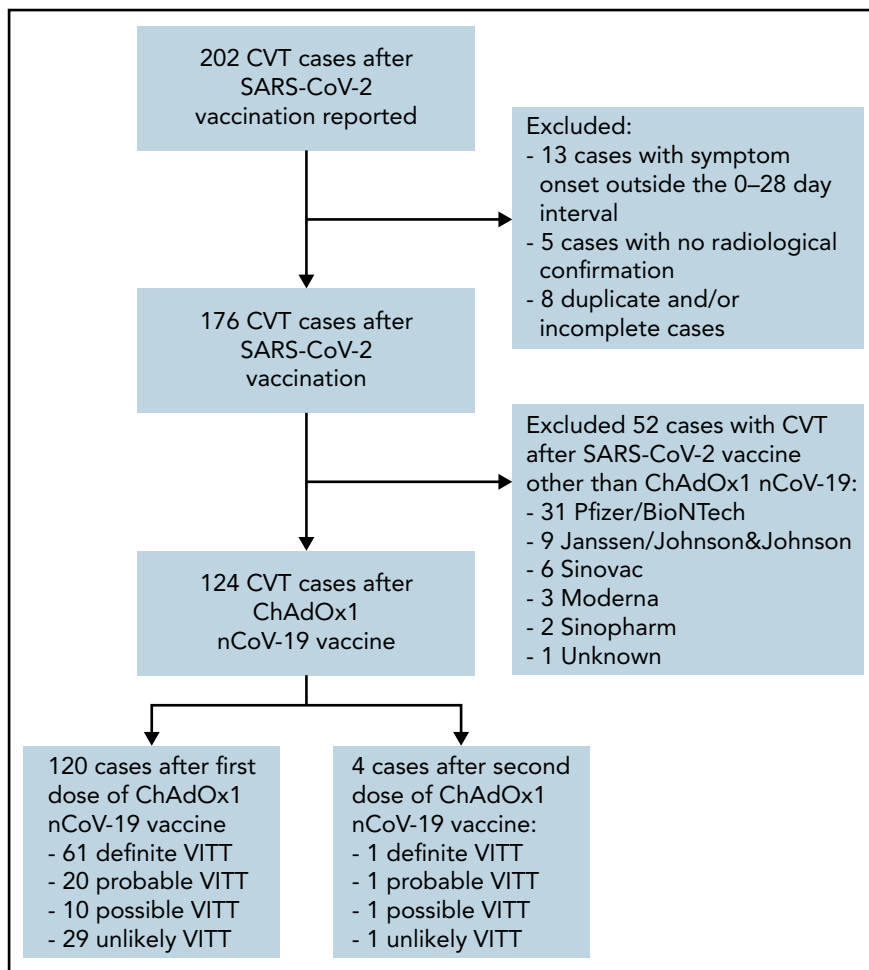 202 CVT cases after
SARS-CoV-2
vaccination reported
Excluded:
- 13 cases with symptom
onset outside the 0–28 day
interval
- 5 cases with no radiological
confirmation
- 8 duplicate and/or
incomplete cases
176 CVT cases after
SARS-CoV-2
vaccination
Excluded 52 cases with CVT
after SARS-CoV-2 vaccine
other than ChAdOx1 nCoV-19:
- 31 Pfizer/BioNTech
- 9 Janssen/Johnson&Johnson
- 6 Sinovac
- 3 Moderna
- 2 Sinopharm
- 1 Unknown
124 CVT cases after
ChAdOx1
nCoV-19 vaccine
120 cases after first
dose of ChAdOx1
nCoV-19 vaccine
- 61 definite VITT
- 20 probable VITT
- 10 possible VITT
- 29 unlikely VITT
4 cases after second
dose of ChAdOx1
nCoV-19 vaccine:
- 1 definite VITT
- 1 probable VITT
- 1 possible VITT
- 1 unlikely VITT